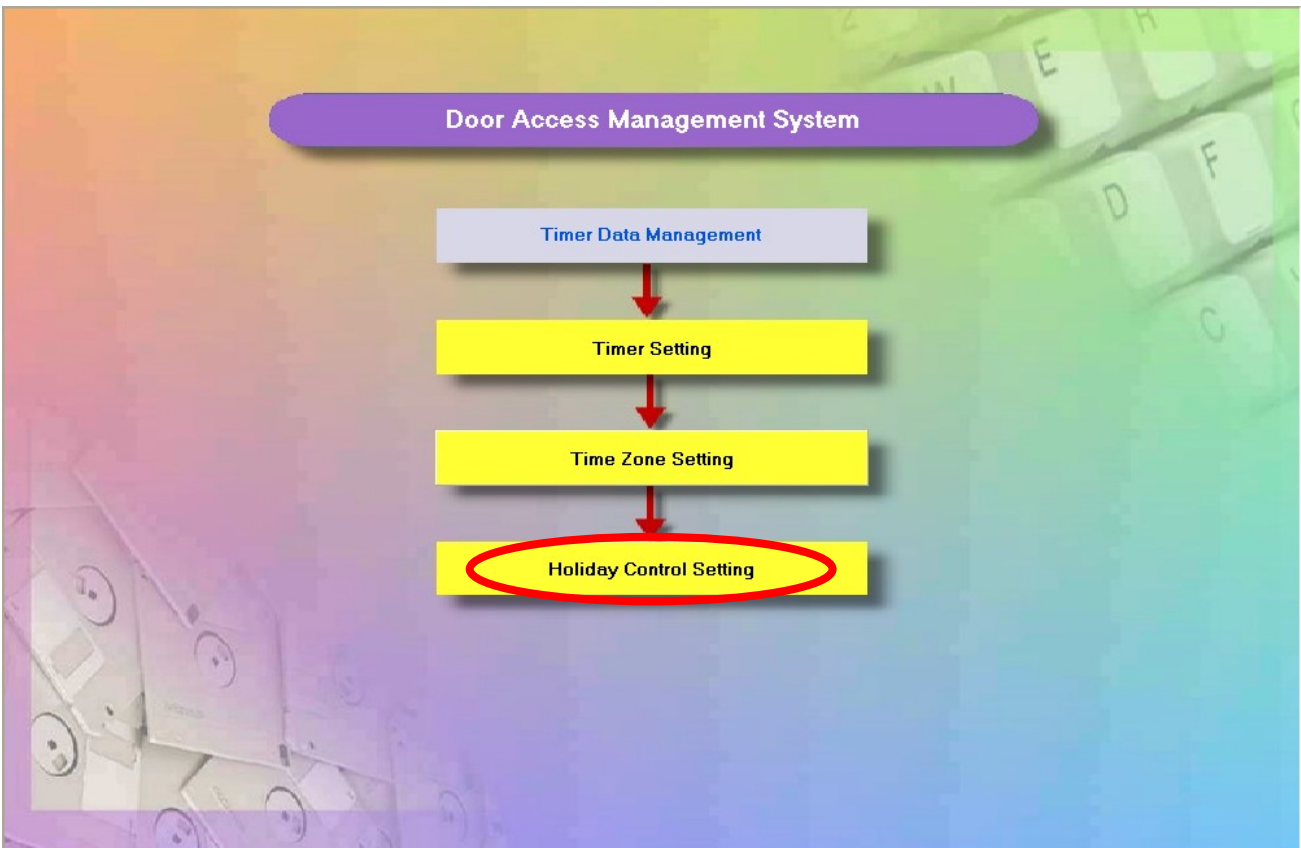 Door Access Management System
Timer Data Management
Timer Setting
Time Zone Setting
Holiday Control Setting
W E R
D F
C